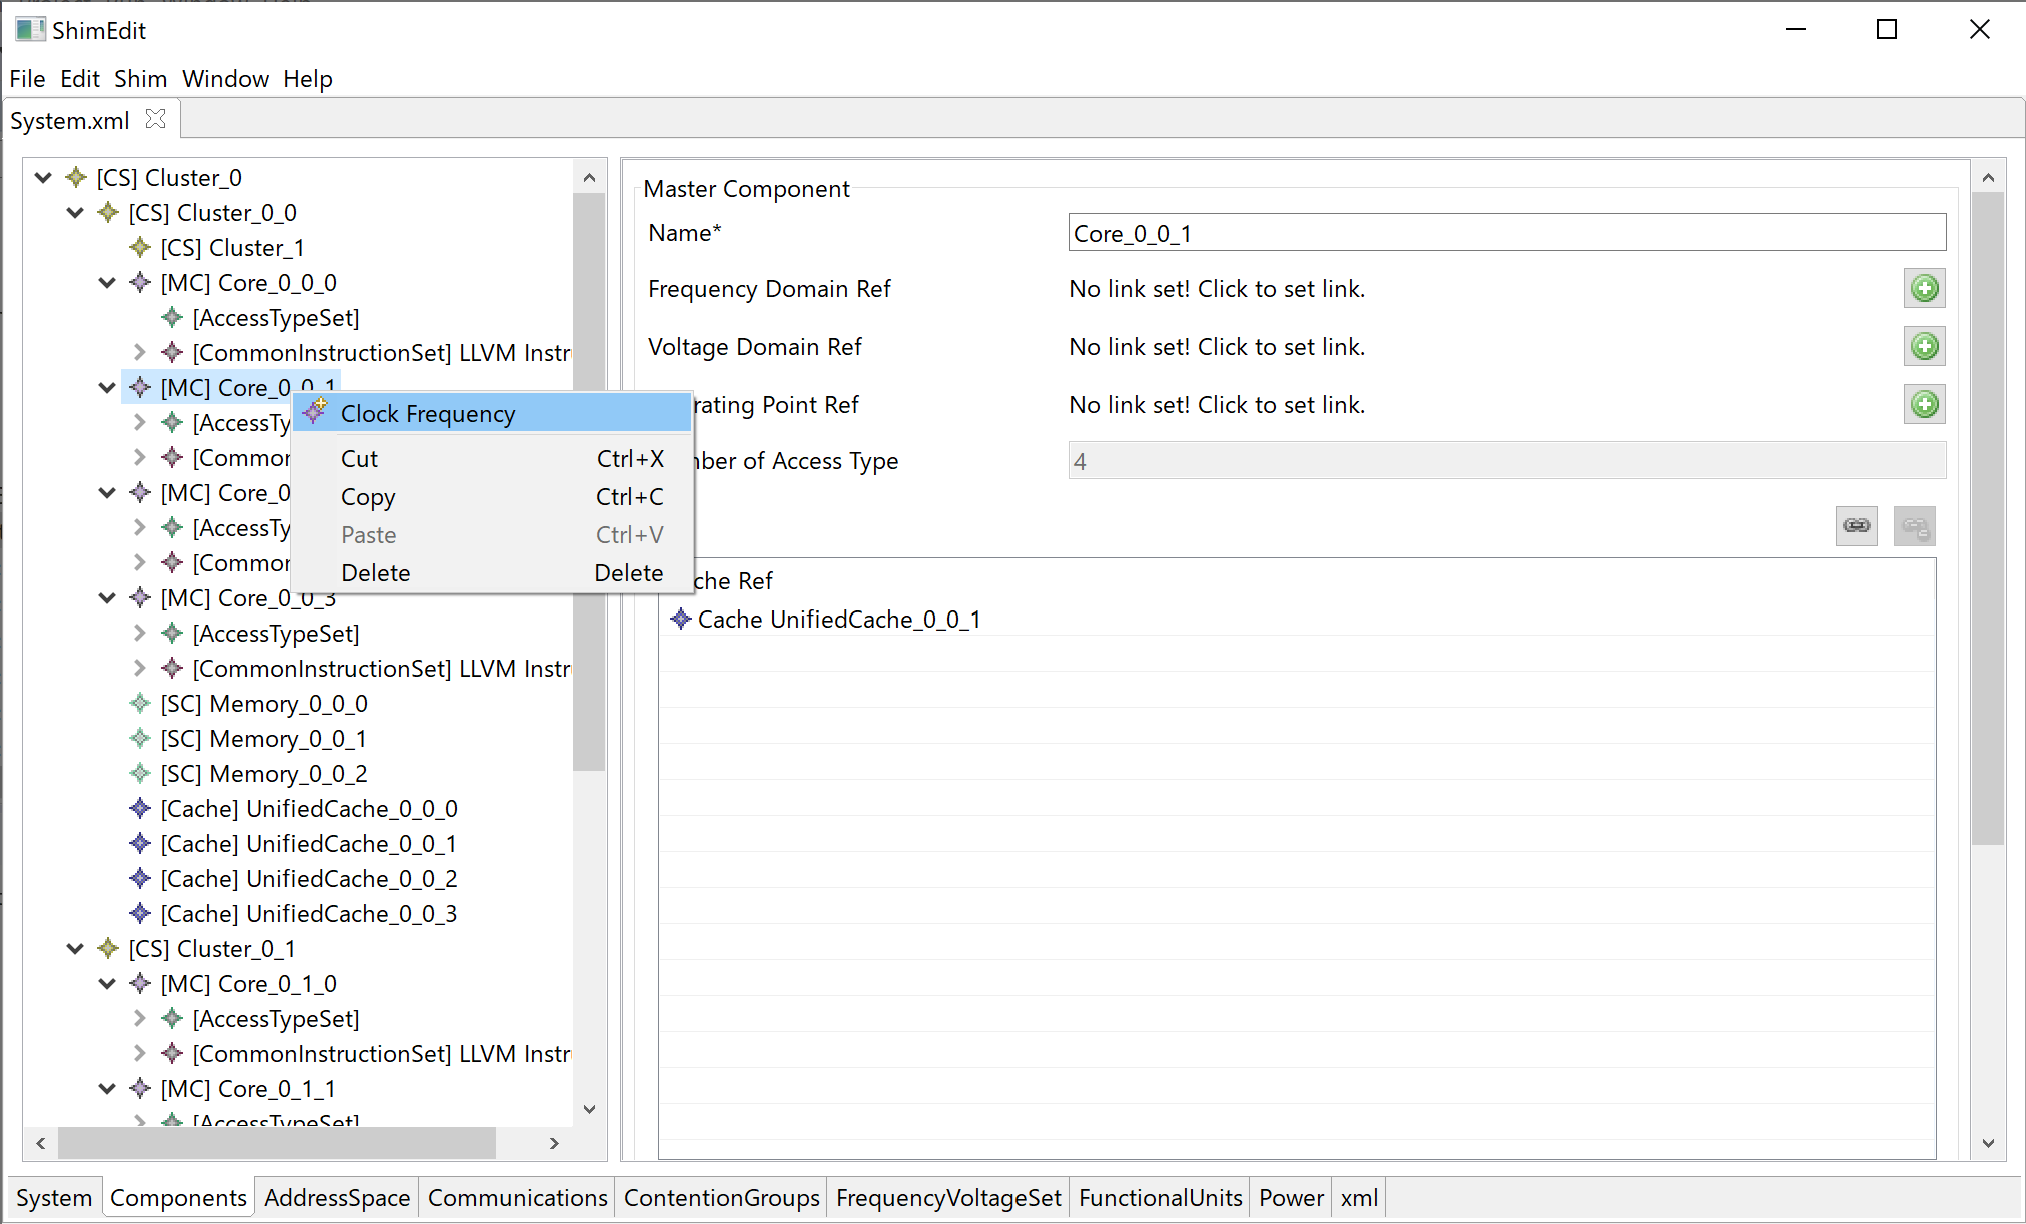 ShimEdit
File Edit Shim Window Help
System.xml
[CS] Cluster_0
[CS] Cluster_0_0
[CS] Cluster_1
[MC] Core_0_0_0
[AccessTypeSet]
[CommonInstructionSet] LLVM Instr
[MC] Core_0_0_1
[AccessTy
[Common
[MC] Core_0
[AccessTy
[Common
[MC] Core_0_0_3
[AccessTypeSet]
[CommonInstructionSet] LLVM Instr
[SC] Memory_0_0_0
[SC] Memory_0_0_1
[SC] Memory_0_0_2
[Cache] UnifiedCache_0_0_0
[Cache] UnifiedCache_0_0_1
[Cache] UnifiedCache_0_0_2
[Cache] UnifiedCache_0_0_3
[CS] Cluster_0_1
[MC] Core_0_1_0
[AccessTypeSet]
[CommonInstructionSet] LLVM Instr
[MC] Core_0_1_1
[AccessTypeSet]
Clock Frequency
Cut Ctrl+X
Copy Ctrl+C
Paste Ctrl+V
Delete Delete
Master Component
Name* Core_0_0_1
Frequency Domain Ref No link set! Click to set link.
Voltage Domain Ref No link set! Click to set link.
rating Point Ref No link set! Click to set link.
ber of Access Type 4
che Ref
Cache UnifiedCache_0_0_1
System Components AddressSpace Communications ContentionGroups FrequencyVoltageSet FunctionalUnits Power xml